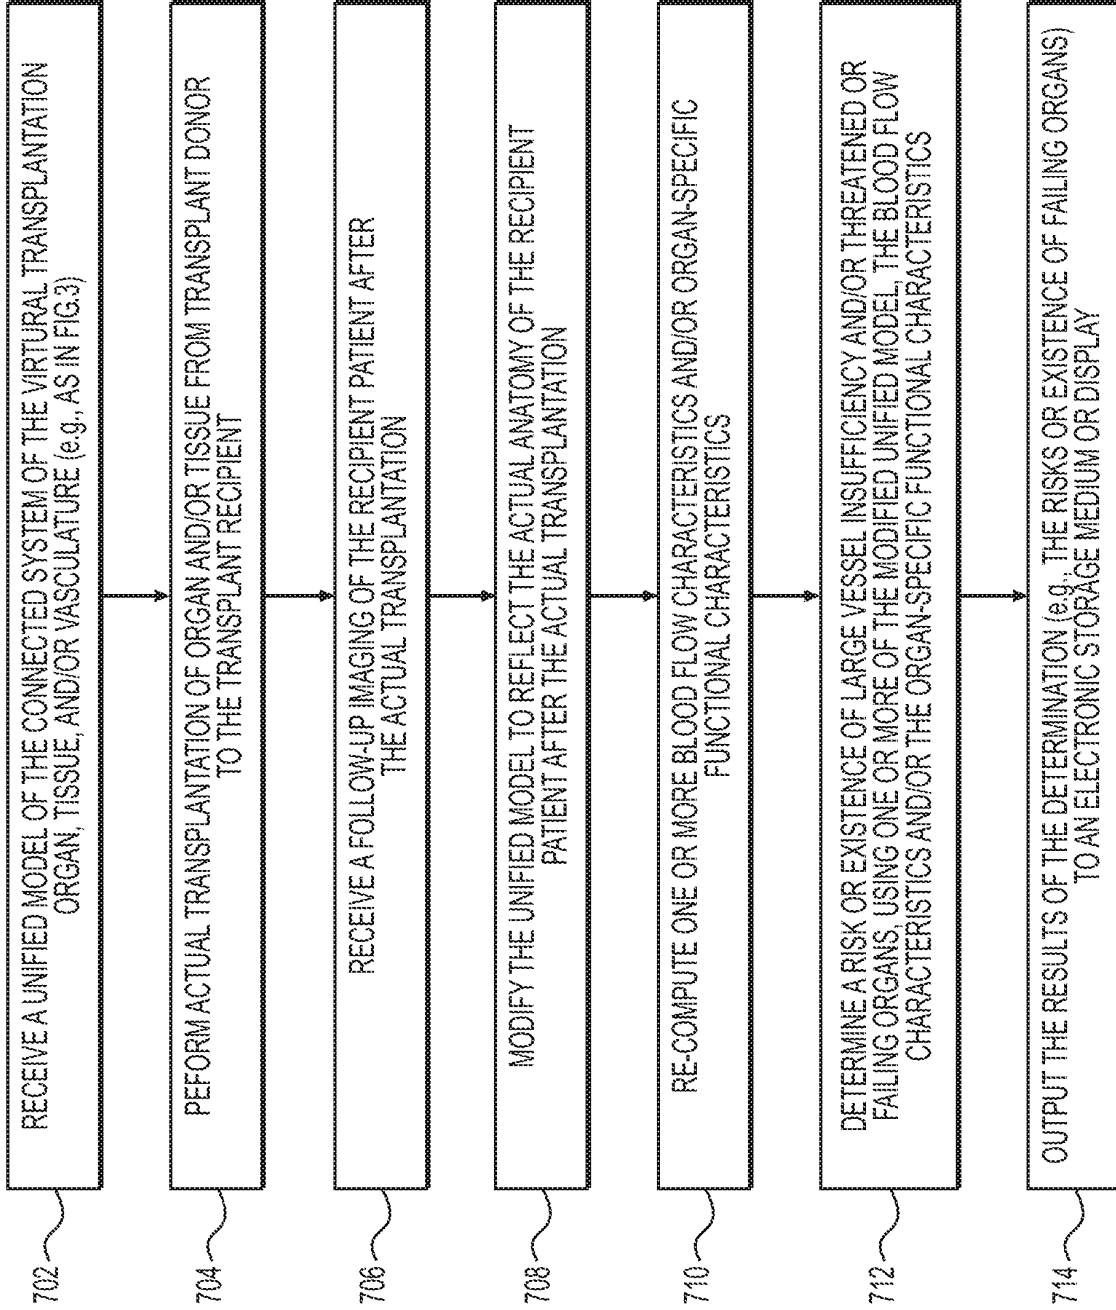 702
RECEIVE A UNIFIED MODEL OF THE CONNECTED SYSTEM OF THE VIRTURAL TRANSPLANTATION
ORGAN, TISSUE, AND/OR VASCULATURE (e.g., AS IN FIG.3)
704
PEFORM ACTUAL TRANSPLANTATION OF ORGAN AND/OR TISSUE FROM TRANSPLANT DONOR
TO THE TRANSPLANT RECIPIENT
706
RECEIVE A FOLLOW-UP IMAGING OF THE RECIPIENT PATIENT AFTER
THE ACTUAL TRANSPLANTATION
708
MODIFY THE UNIFIED MODEL TO REFLECT THE ACTUAL ANATOMY OF THE RECIPIENT
PATIENT AFTER THE ACTUAL TRANSPLANTATION
710
RE-COMPUTE ONE OR MORE BLOOD FLOW CHARACTERISTICS AND/OR ORGAN-SPECIFIC
FUNCTIONAL CHARACTERISTICS
712
DETERMINE A RISK OR EXISTENCE OF LARGE VESSEL INSUFFICIENCY AND/OR THREATENED OR
FAILING ORGANS, USING ONE OR MORE OF THE MODIFIED UNIFIED MODEL, THE BLOOD FLOW
CHARACTERISTICS AND/OR THE ORGAN-SPECIFIC FUNCTIONAL CHARACTERISTICS
714
OUTPUT THE RESULTS OF THE DETERMINATION (e.g., THE RISKS OR EXISTENCE OF FAILING ORGANS)
TO AN ELECTRONIC STORAGE MEDIUM OR DISPLAY